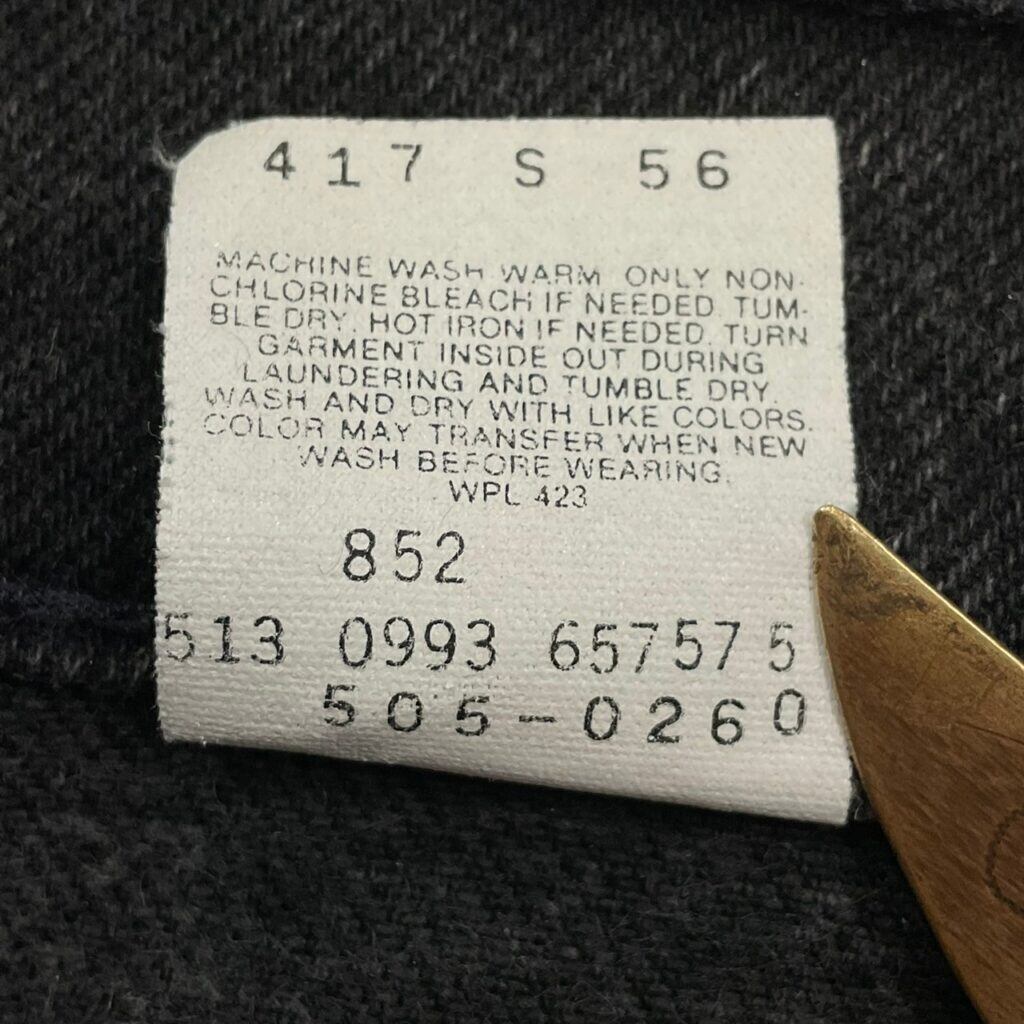 417 S 56
MACHINE WASH WARM ONLY NON-
CHLORINE BLEACH IF NEEDED. TUM-
BLE DRY. HOT IRON IF NEEDED. TURN
GARMENT INSIDE OUT DURING
LAUNDERING AND TUMBLE DRY.
WASH AND DRY WITH LIKE COLORS.
COLOR MAY TRANSFER WHEN NEW
WASH BEFORE WEARING.
WPL 423
852
513 0993 657575
505-0260